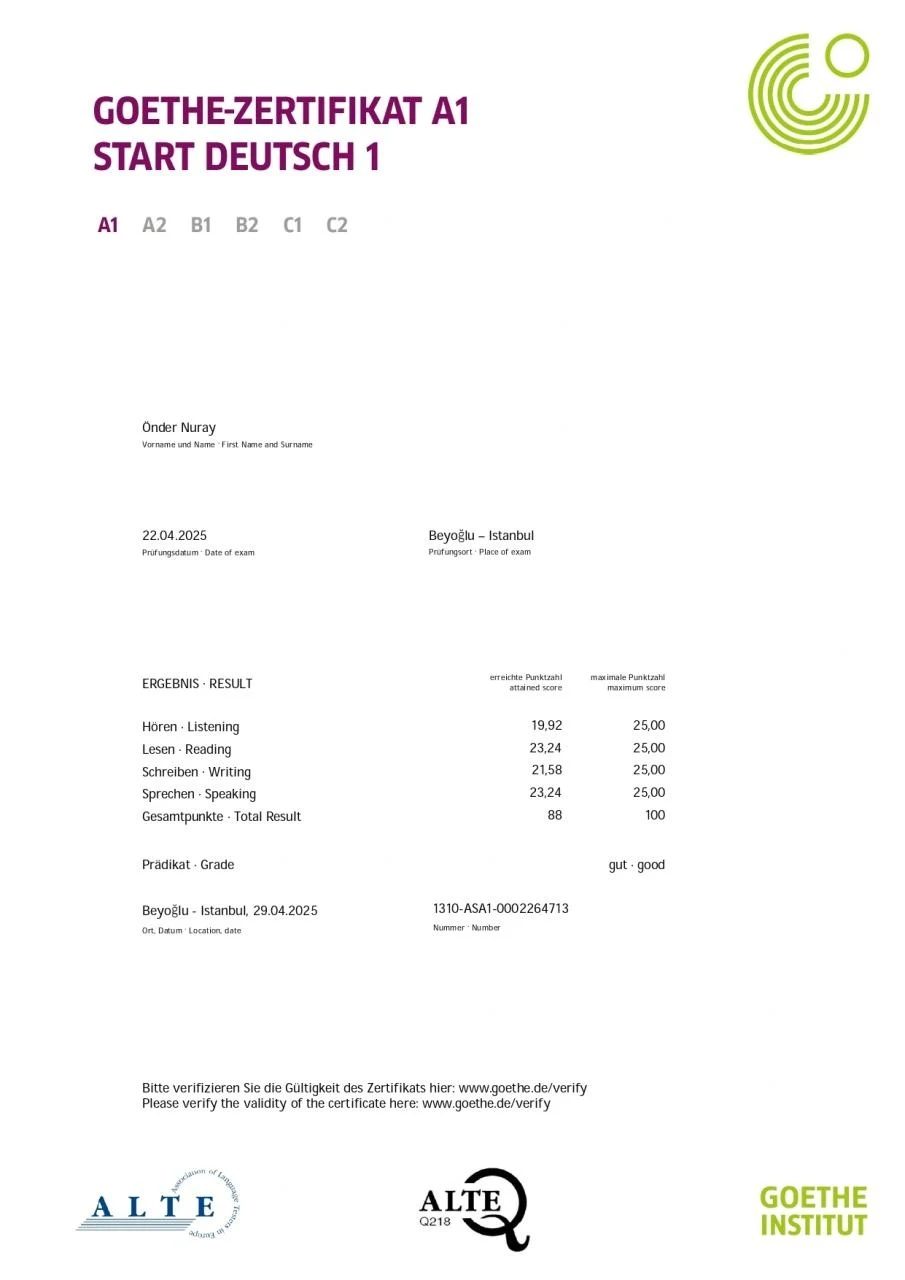 GOETHE-ZERTIFIKAT A1
START DEUTSCH 1
A1 A2 B1 B2 C1 C2
Önder Nuray
Vorname und Name · First Name and Surname
22.04.2025 Beyoğlu – Istanbul
Prüfungsdatum · Date of exam Prüfungsort · Place of exam
ERGEBNIS · RESULT
erreichte Punktzahl maximale Punktzahl
attained score maximum score
Hören · Listening 19,92 25,00
Lesen · Reading 23,24 25,00
Schreiben · Writing 21,58 25,00
Sprechen · Speaking 23,24 25,00
Gesamtpunkte · Total Result 88 100
Prädikat · Grade gut · good
Beyoğlu - Istanbul, 29.04.2025 1310-ASA1-0002264713
Ort, Datum · Location, date Nummer · Number
Bitte verifizieren Sie die Gültigkeit des Zertifikats hier: www.goethe.de/verify
Please verify the validity of the certificate here: www.goethe.de/verify
ALTE
Association of Language Testers in Europe
ALTE
Q218
GOETHE
INSTITUT